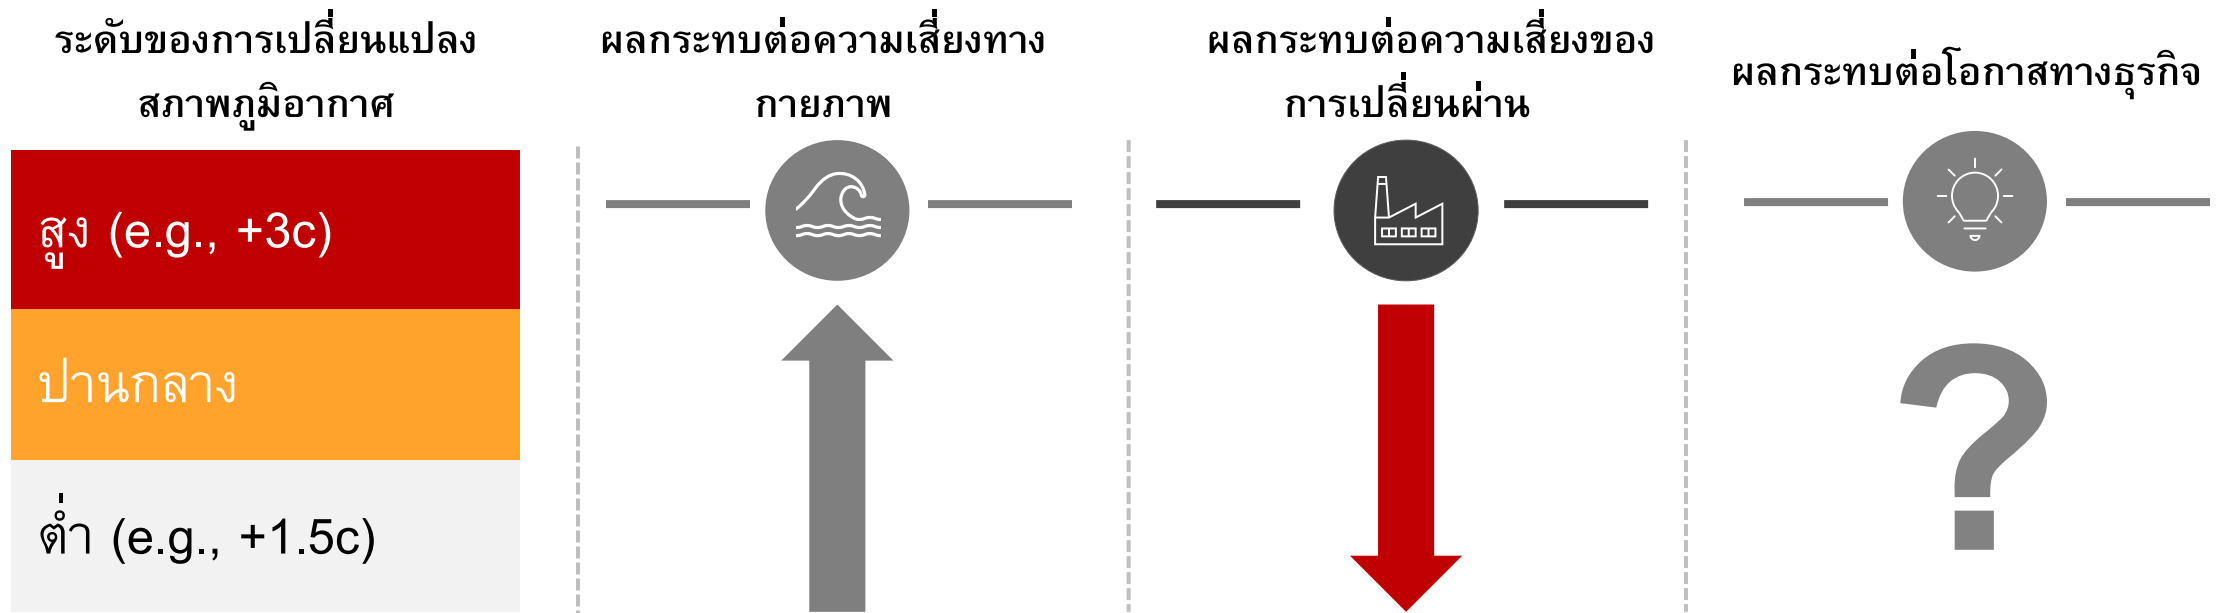 ระดับของการเปลี่ยนแปลง
สภาพภูมิอากาศ
ผลกระทบต่อความเสี่ยงทาง
กายภาพ
ผลกระทบต่อความเสี่ยงของ
การเปลี่ยนผ่าน
ผลกระทบต่อโอกาสทางธุรกิจ
สูง (e.g., +3c)
ปานกลาง
ต่ำ (e.g., +1.5c)
?